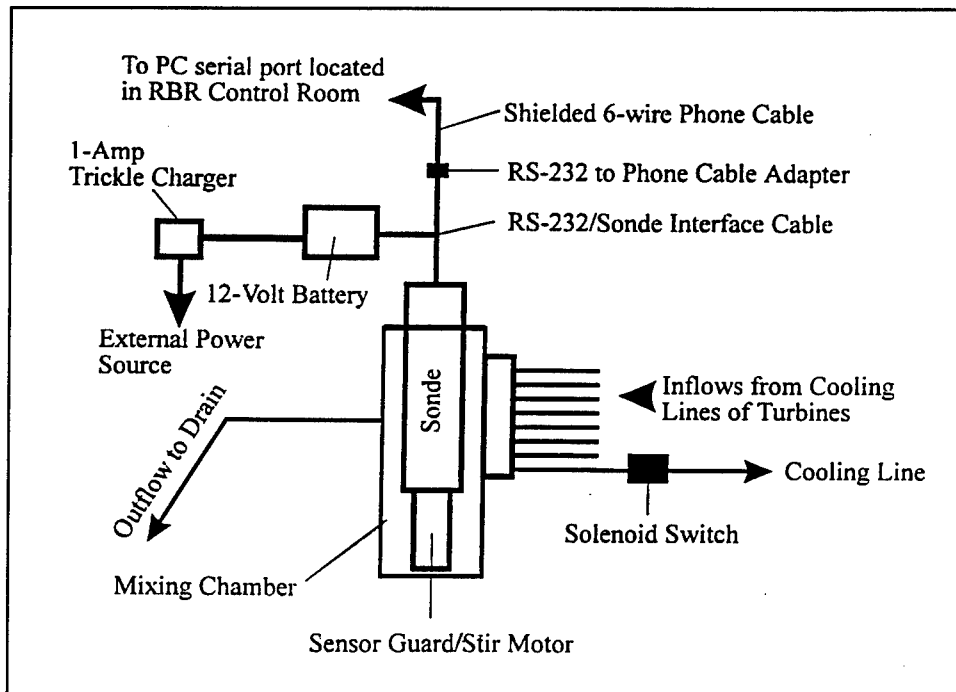 To PC serial port located
in RBR Control Room
Shielded 6-wire Phone Cable
1-Amp
Trickle Charger
RS-232 to Phone Cable Adapter
RS-232/Sonde Interface Cable
12-Volt Battery
External Power
Source
Sonde
Inflows from Cooling
Lines of Turbines
Outflow to Drain
Cooling Line
Solenoid Switch
Mixing Chamber
Sensor Guard/Stir Motor